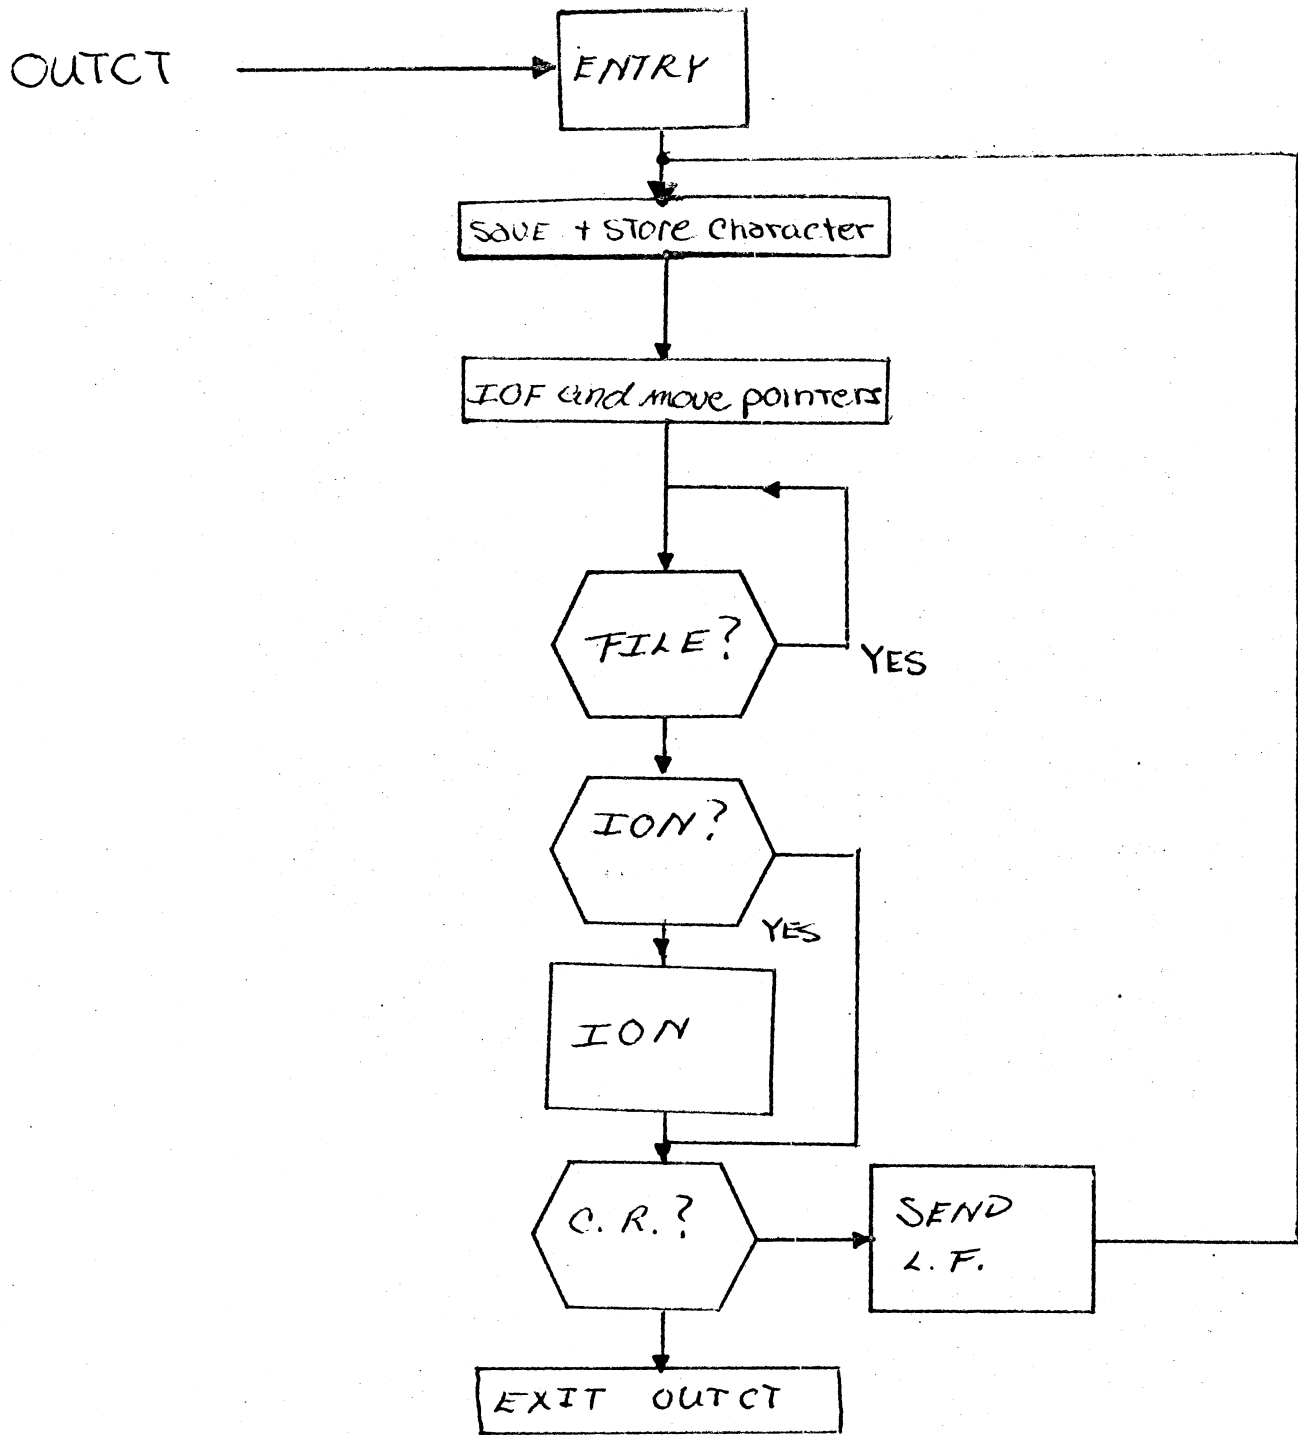 OUTCT
ENTRY
SAVE + STORE Character
IOF and move pointers
FILE?
YES
ION?
YES
ION
C. R. ?
SEND
L. F.
EXIT OUTCT